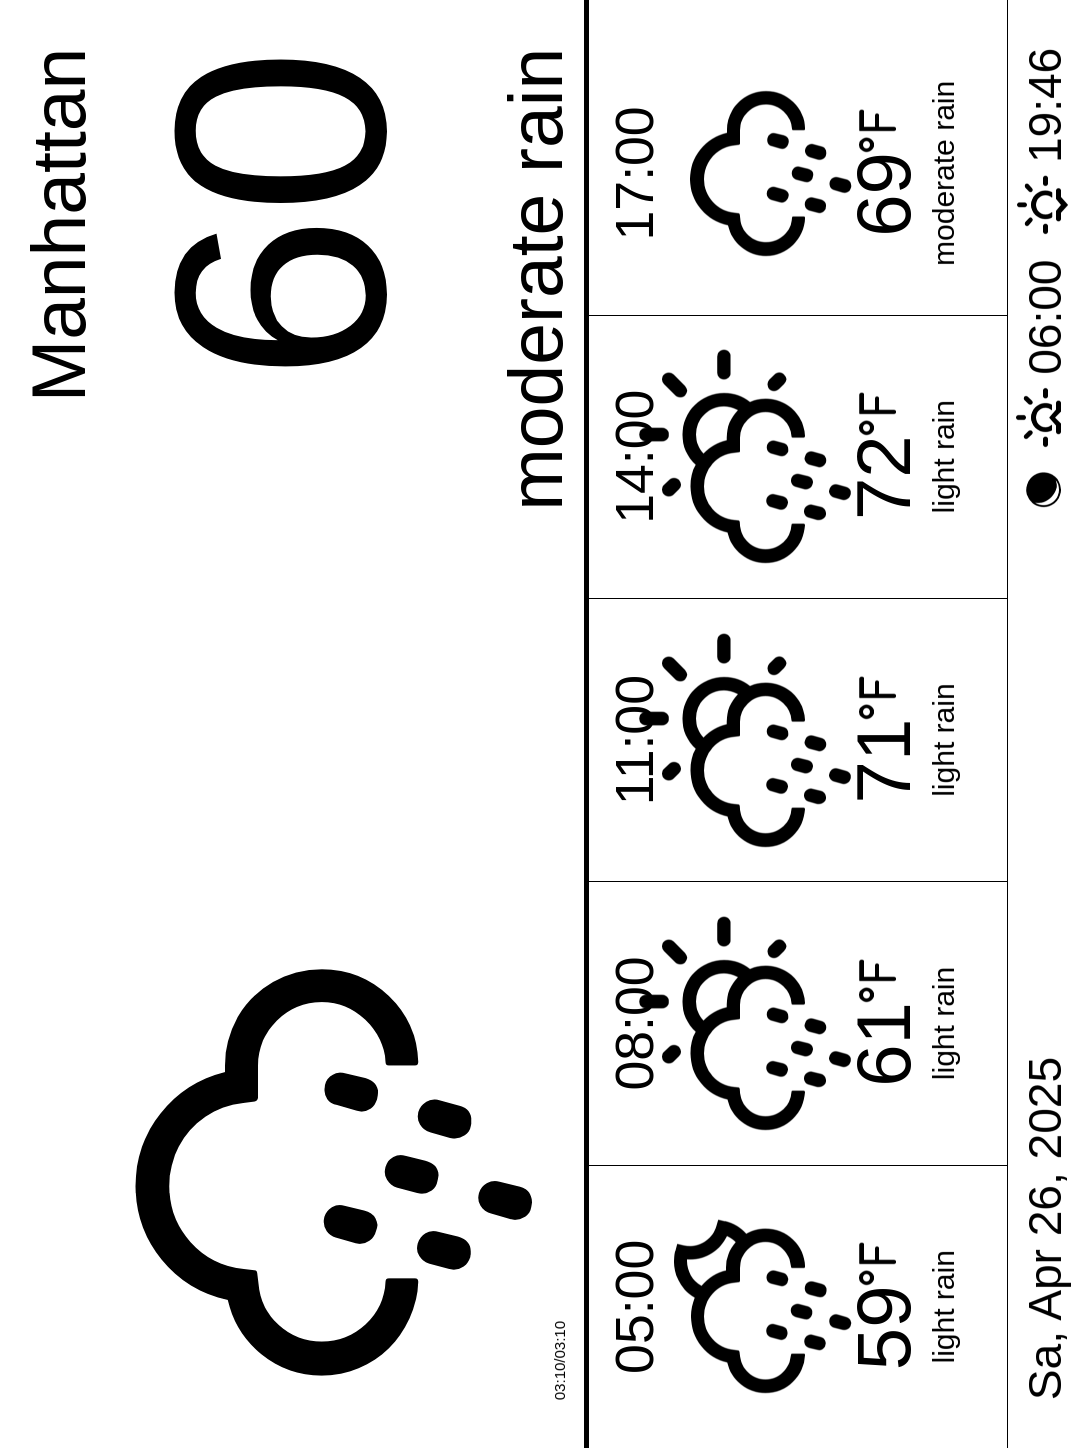 Manhattan
60
03:10/03:10
moderate rain
05:00
08:00
11:00
14:00
17:00
59°F
61°F
71°F
72°F
69°F
light rain
light rain
light rain
light rain
moderate rain
Sa, Apr 26, 2025
06:00
19:46